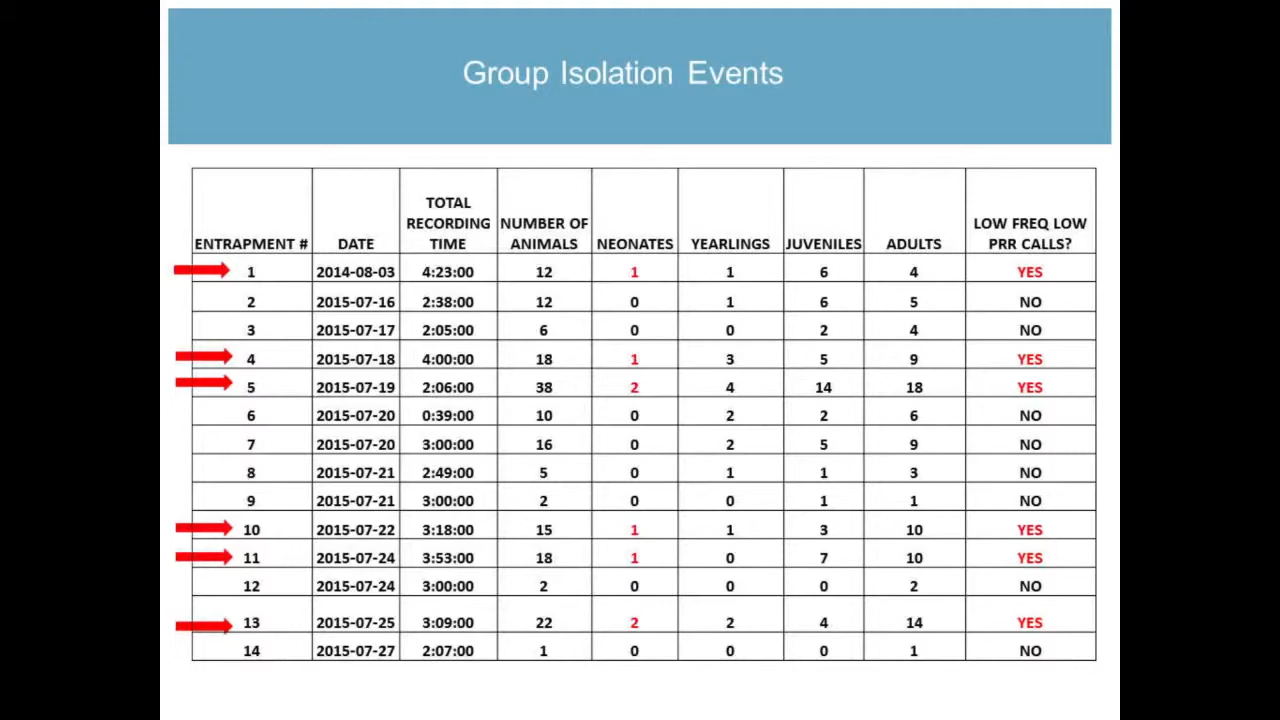 Group Isolation Events
ENTRAPMENT # DATE TOTAL RECORDING TIME NUMBER OF ANIMALS NEONATES YEARLINGS JUVENILES ADULTS LOW FREQ LOW PRR CALLS?
1 2014-08-03 4:23:00 12 1 1 6 4 YES
2 2015-07-16 2:38:00 12 0 1 6 5 NO
3 2015-07-17 2:05:00 6 0 0 2 4 NO
4 2015-07-18 4:00:00 18 1 3 5 9 YES
5 2015-07-19 2:06:00 38 2 4 14 18 YES
6 2015-07-20 0:39:00 10 0 2 2 6 NO
7 2015-07-20 3:00:00 16 0 2 5 9 NO
8 2015-07-21 2:49:00 5 0 1 1 3 NO
9 2015-07-21 3:00:00 2 0 0 1 1 NO
10 2015-07-22 3:18:00 15 1 1 3 10 YES
11 2015-07-24 3:53:00 18 1 0 7 10 YES
12 2015-07-24 3:00:00 2 0 0 0 2 NO
13 2015-07-25 3:09:00 22 2 2 4 14 YES
14 2015-07-27 2:07:00 1 0 0 0 1 NO